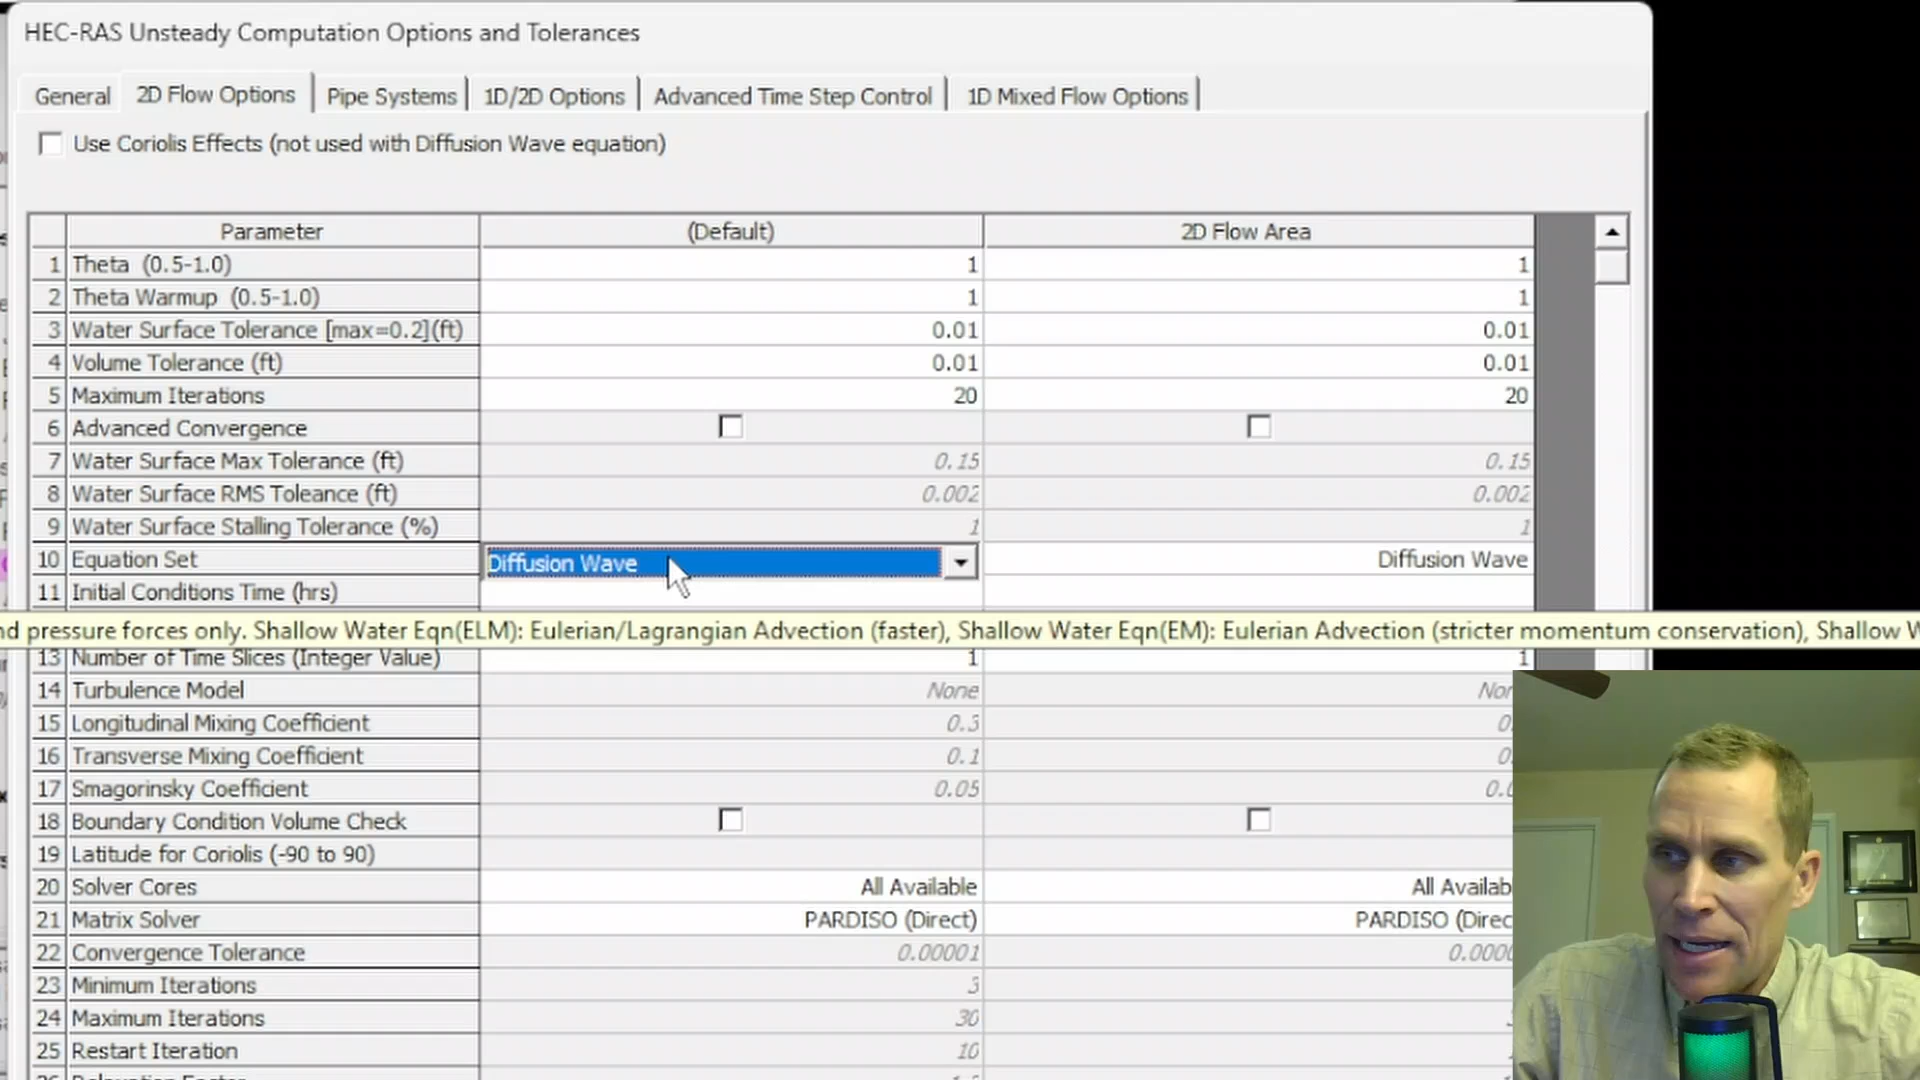 HEC-RAS Unsteady Computation Options and Tolerances
General 2D Flow Options Pipe Systems 1D/2D Options Advanced Time Step Control 1D Mixed Flow Options
Use Coriolis Effects (not used with Diffusion Wave equation)
Parameter (Default) 2D Flow Area
1 Theta (0.5-1.0) 1 1
2 Theta Warmup (0.5-1.0) 1 1
3 Water Surface Tolerance [max=0.2](ft) 0.01 0.01
4 Volume Tolerance (ft) 0.01 0.01
5 Maximum Iterations 20 20
6 Advanced Convergence
7 Water Surface Max Tolerance (ft) 0.15 0.15
8 Water Surface RMS Toleance (ft) 0.002 0.002
9 Water Surface Stalling Tolerance (%) 1 1
10 Equation Set Diffusion Wave Diffusion Wave
11 Initial Conditions Time (hrs)
pressure forces only. Shallow Water Eqn(ELM): Eulerian/Lagrangian Advection (faster), Shallow Water Eqn(EM): Eulerian Advection (stricter momentum conservation), Shallow
13 Number of Time Slices (Integer Value) 1 1
14 Turbulence Model None
15 Longitudinal Mixing Coefficient 0.3
16 Transverse Mixing Coefficient 0.1
17 Smagorinsky Coefficient 0.05
18 Boundary Condition Volume Check
19 Latitude for Coriolis (-90 to 90)
20 Solver Cores All Available All Availab
21 Matrix Solver PARDISO (Direct) PARDISO (Direc
22 Convergence Tolerance 0.00001 0.0000
23 Minimum Iterations 3
24 Maximum Iterations 30
25 Restart Iteration 10